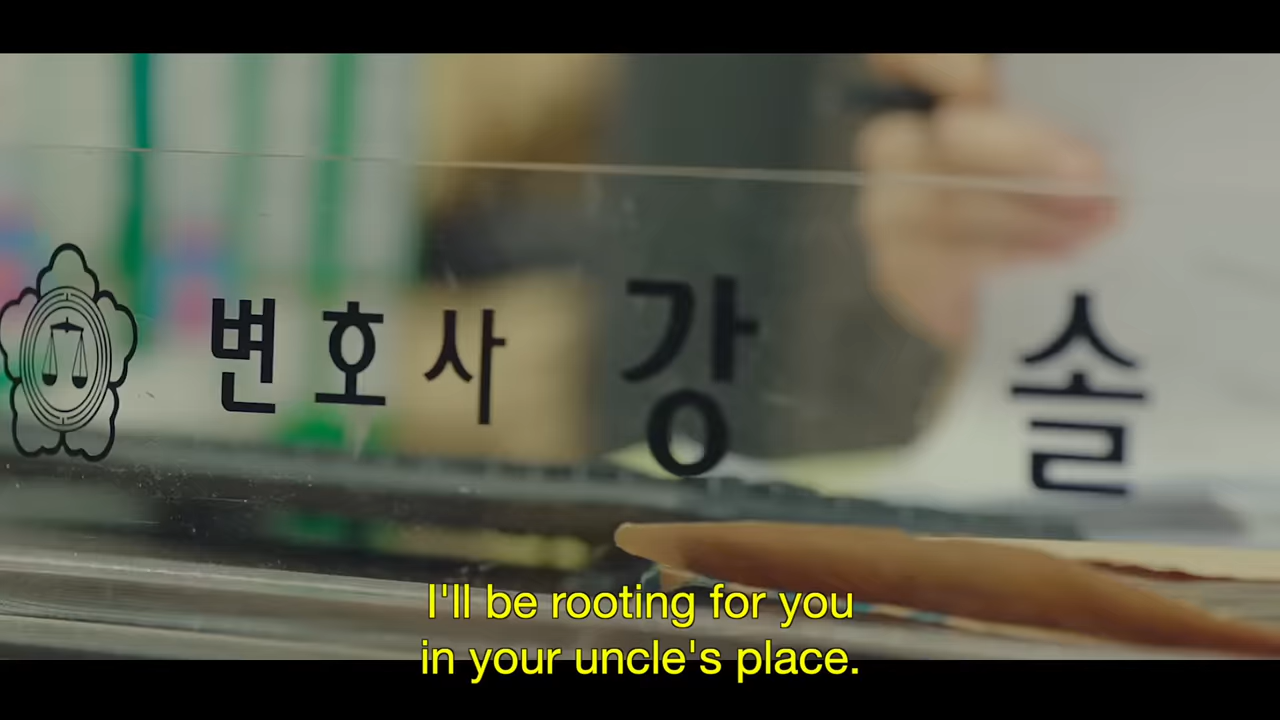 변호사 강 솔
I'll be rooting for you
in your uncle's place.